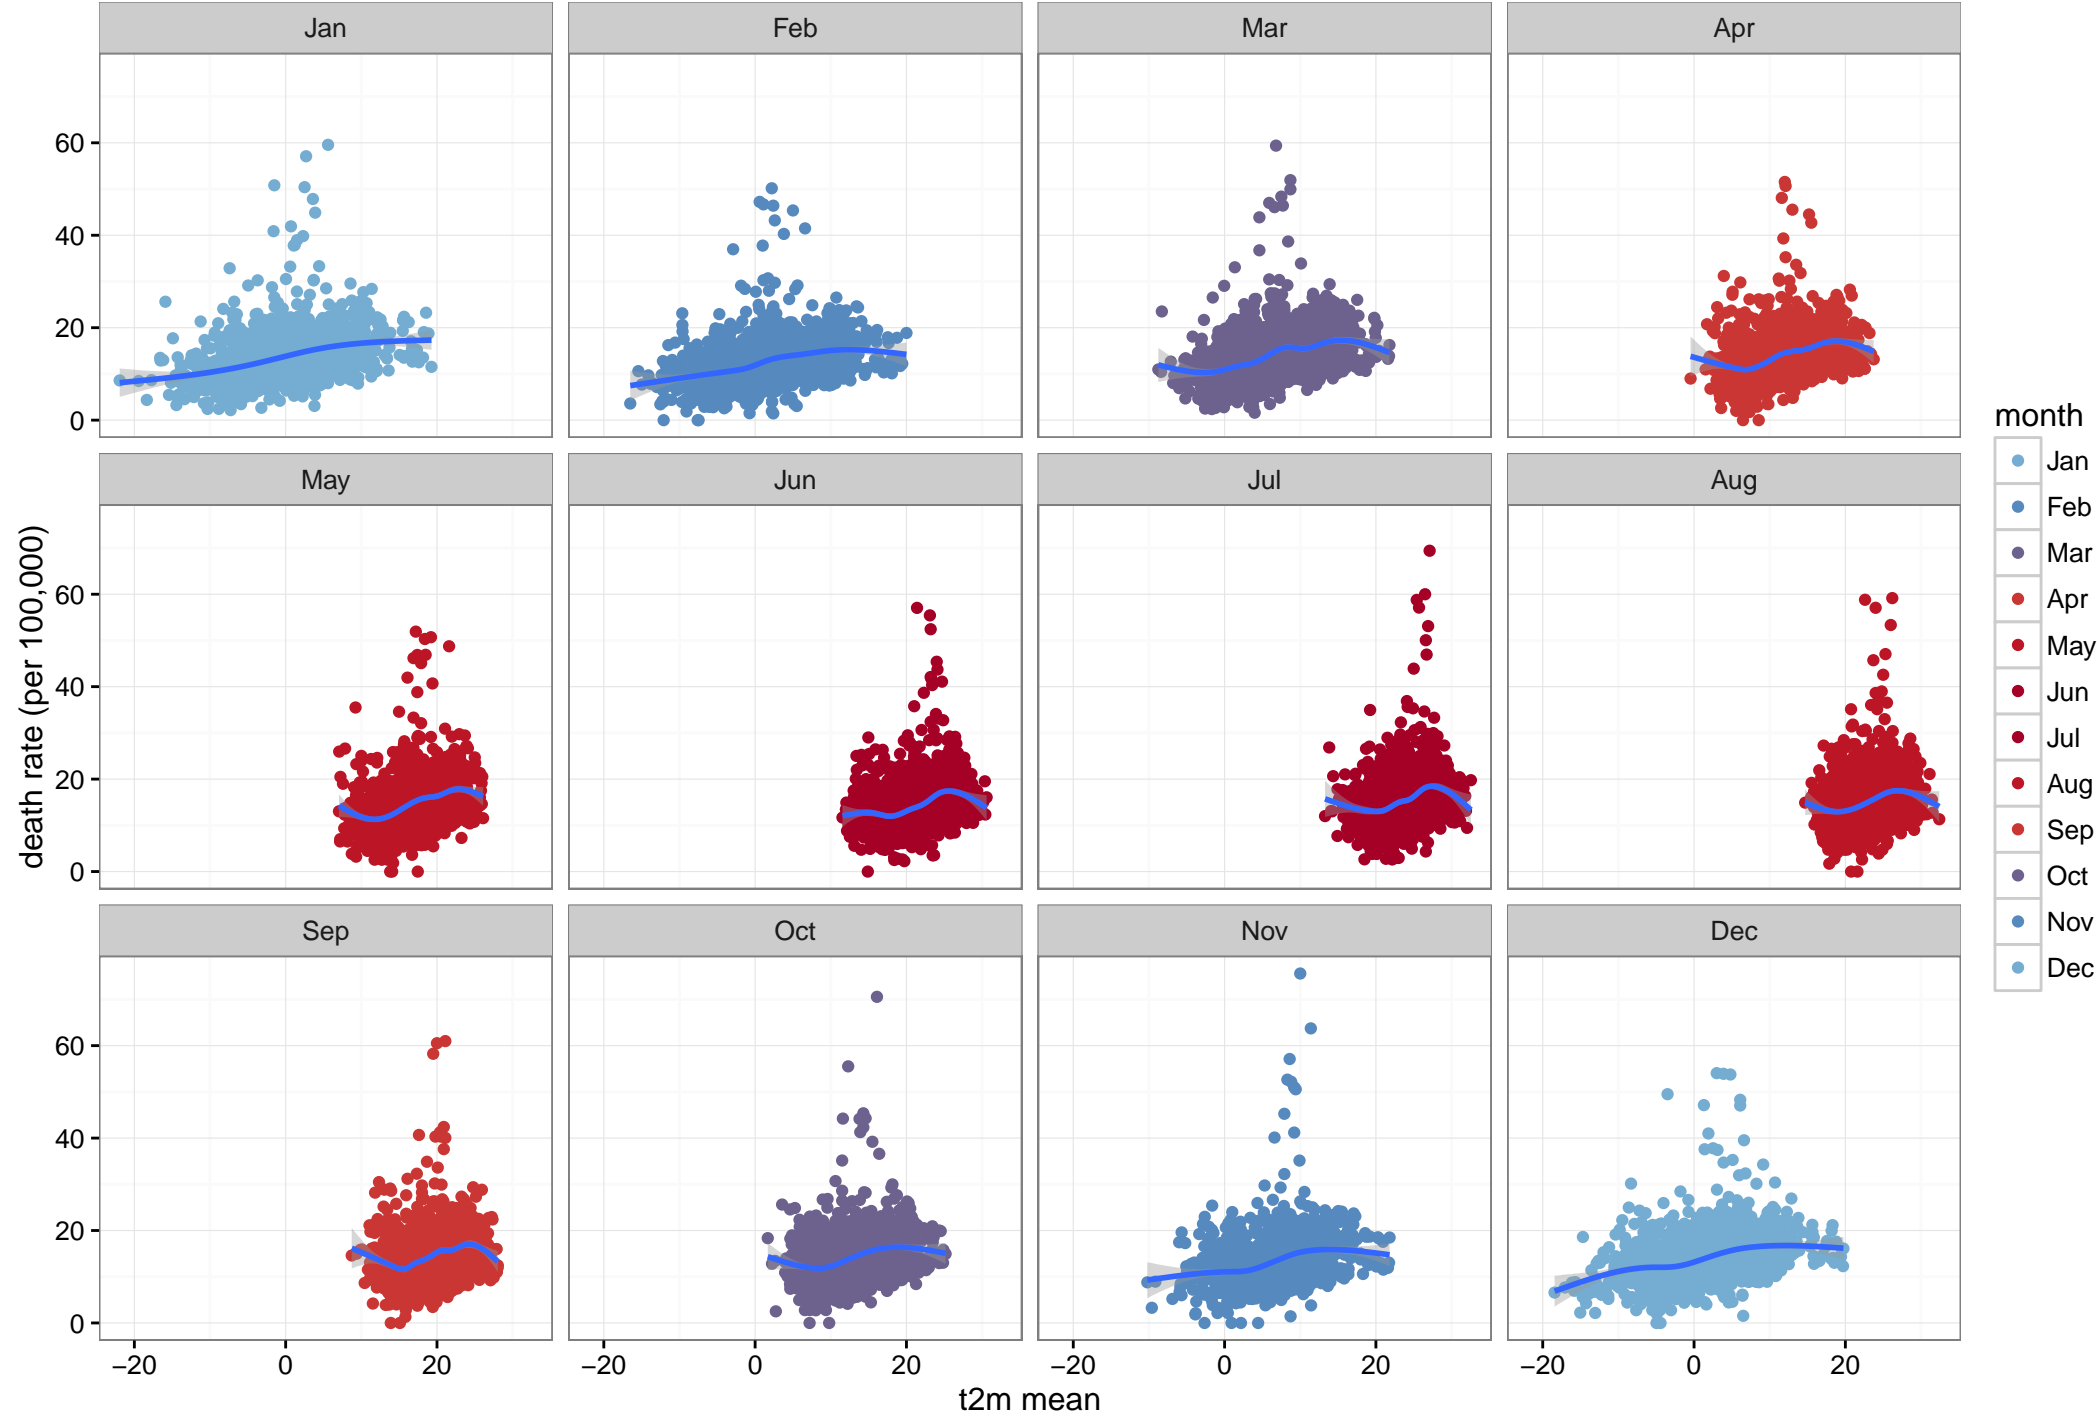 Jan Feb Mar Apr
60
40
20
0
May Jun Jul Aug
60
40
20
0
Sep Oct Nov Dec
60
40
20
0
−20 0 20 −20 0 20 −20 0 20 −20 0 20
t2m mean
death rate (per 100,000)
month
Jan
Feb
Mar
Apr
May
Jun
Jul
Aug
Sep
Oct
Nov
Dec